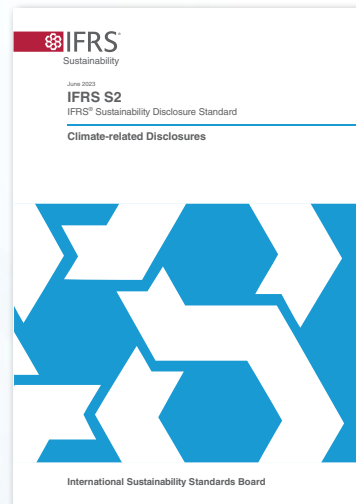 IFRS®
Sustainability
June 2023
IFRS S2
IFRS® Sustainability Disclosure Standard
Climate-related Disclosures
International Sustainability Standards Board